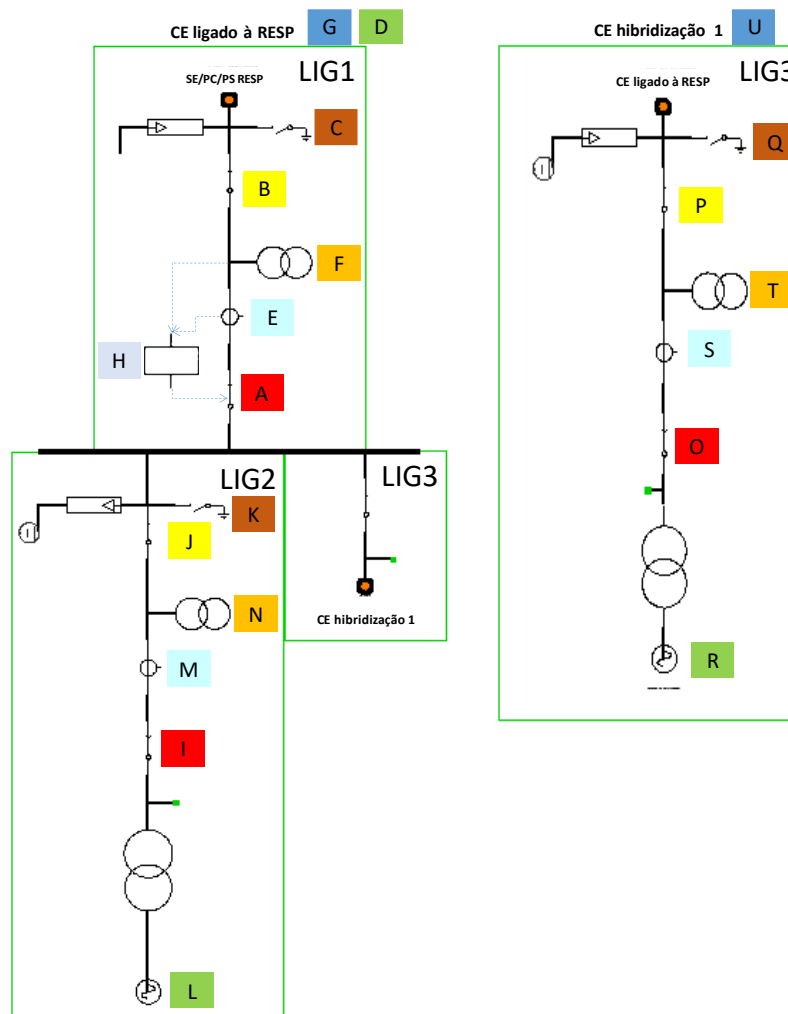 CE ligado à RESP G D
LIG1
SE/PC/PS RESP
C
B
F
E
H
A
LIG2
K
J
N
M
I
L
LIG3
CE hibridização 1
CE hibridização 1 U
LIG3
CE ligado à RESP
Q
P
T
S
O
R